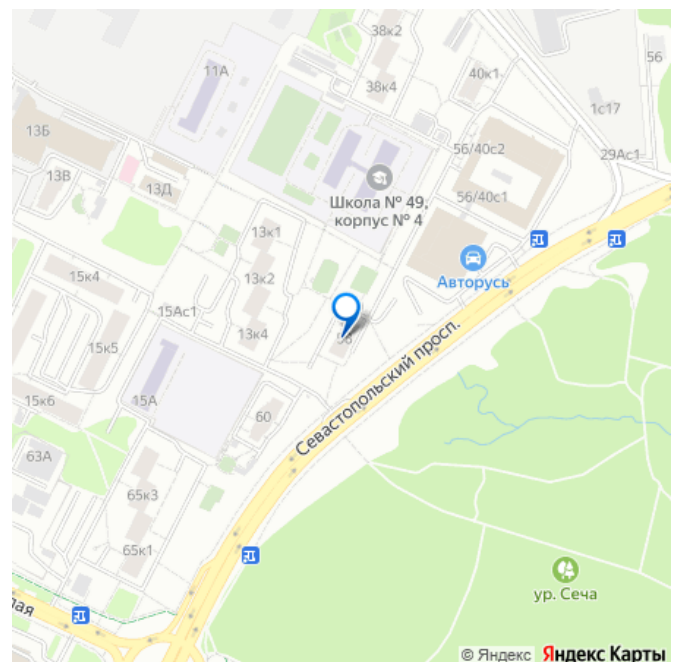 38к2
56
11А
38к4
40к1
1с17
13Б
56/40с2
29Ас1
13В
13Д
Школа № 49,
корпус № 4
56/40с1
13к1
15к4
13к2
Авторусь
15Ас1
13к4
58
15к5
Севастопольский просп.
15к6
15А
60
63А
65к3
65к1
ур. Сеча
лая
© Яндекс Яндекс Карты